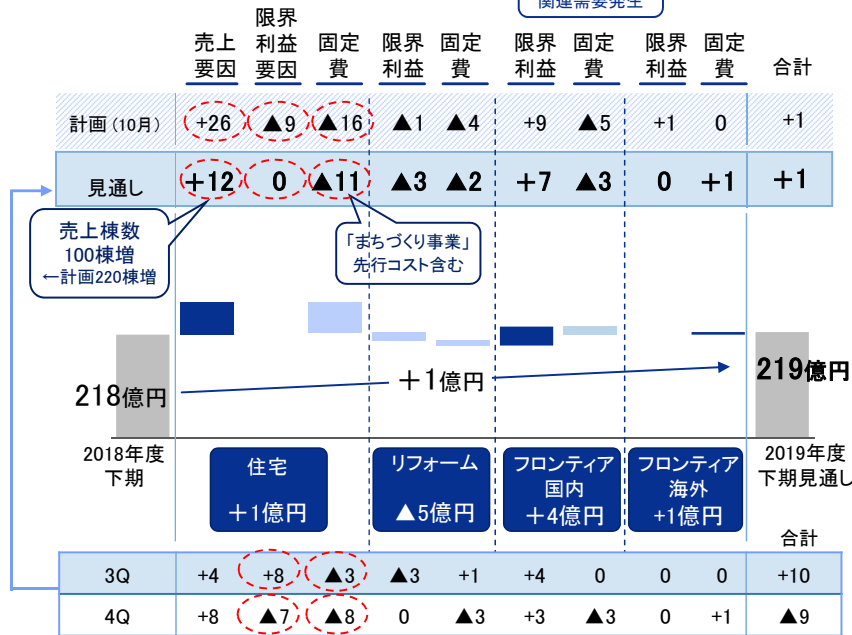 関連需要発生
売上
要因
限界
利益
要因
固定
費
限界
利益
固定
費
限界
利益
固定
費
限界
利益
固定
費
合計
計画(10月) +26 ▲9 ▲16 ▲1 ▲4 +9 ▲5 +1 0 +1
見通し +12 0 ▲11 ▲3 ▲2 +7 ▲3 0 +1 +1
売上棟数
100棟増
←計画220棟増
「まちづくり事業」
先行コスト含む
218億円
+1億円
219億円
2018年度
下期
住宅
+1億円
リフォーム
▲5億円
フロンティア
国内
+4億円
フロンティア
海外
+1億円
2019年度
下期見通し
合計
3Q +4 +8 ▲3 ▲3 +1 +4 0 0 0 +10
4Q +8 ▲7 ▲8 0 ▲3 +3 ▲3 0 +1 ▲9